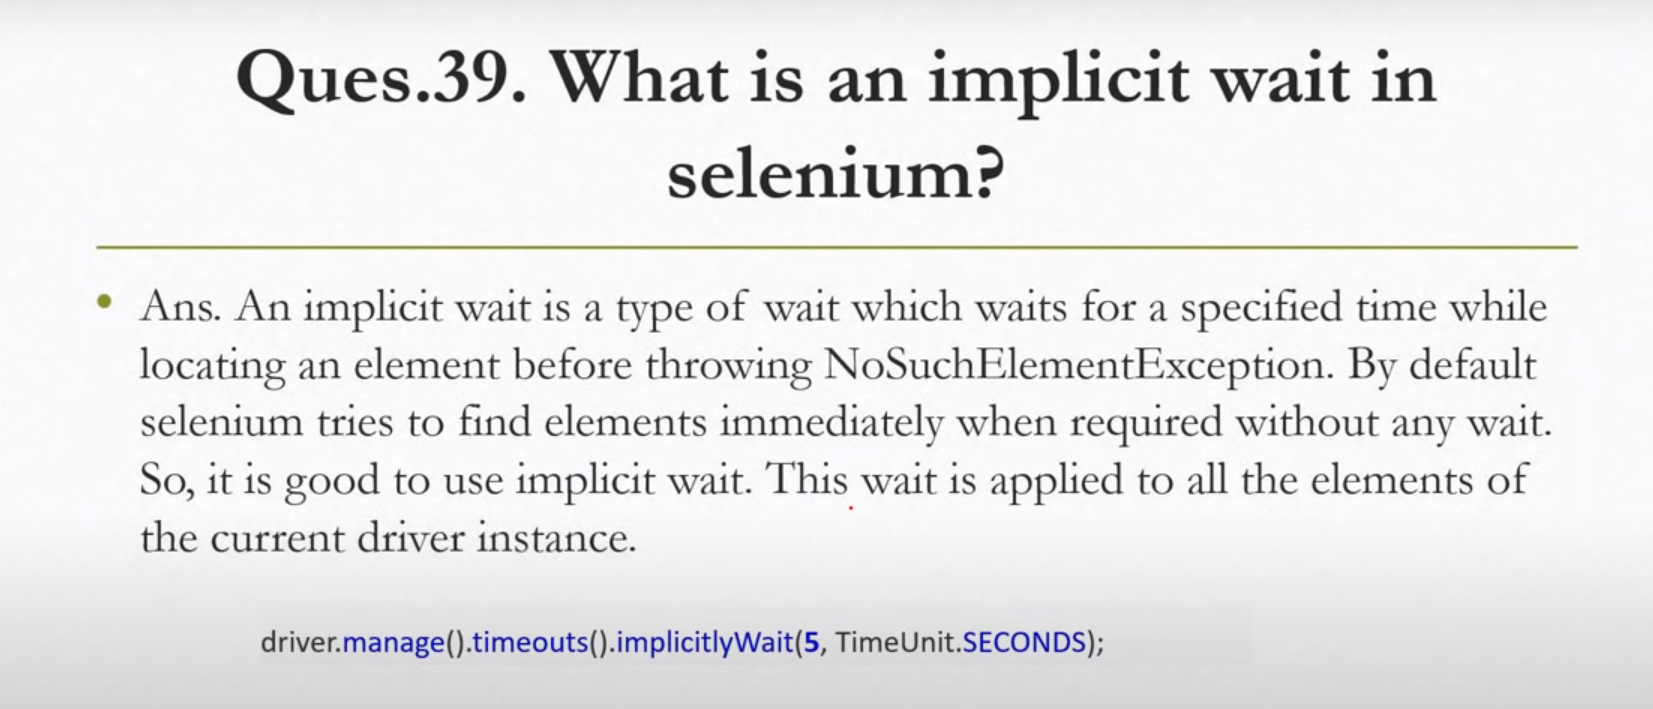 Ques.39. What is an implicit wait in
selenium?
• Ans. An implicit wait is a type of wait which waits for a specified time while
locating an element before throwing NoSuchElementException. By default
selenium tries to find elements immediately when required without any wait.
So, it is good to use implicit wait. This wait is applied to all the elements of
the current driver instance.
driver.manage().timeouts().implicitlyWait(5, TimeUnit.SECONDS);